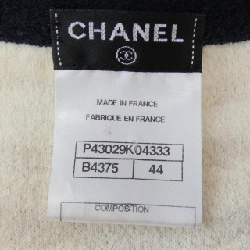 CHANEL
MADE IN FRANCE
FABRIQUE EN FRANCE
P43029K04333
B4375 44
COMPOSITION